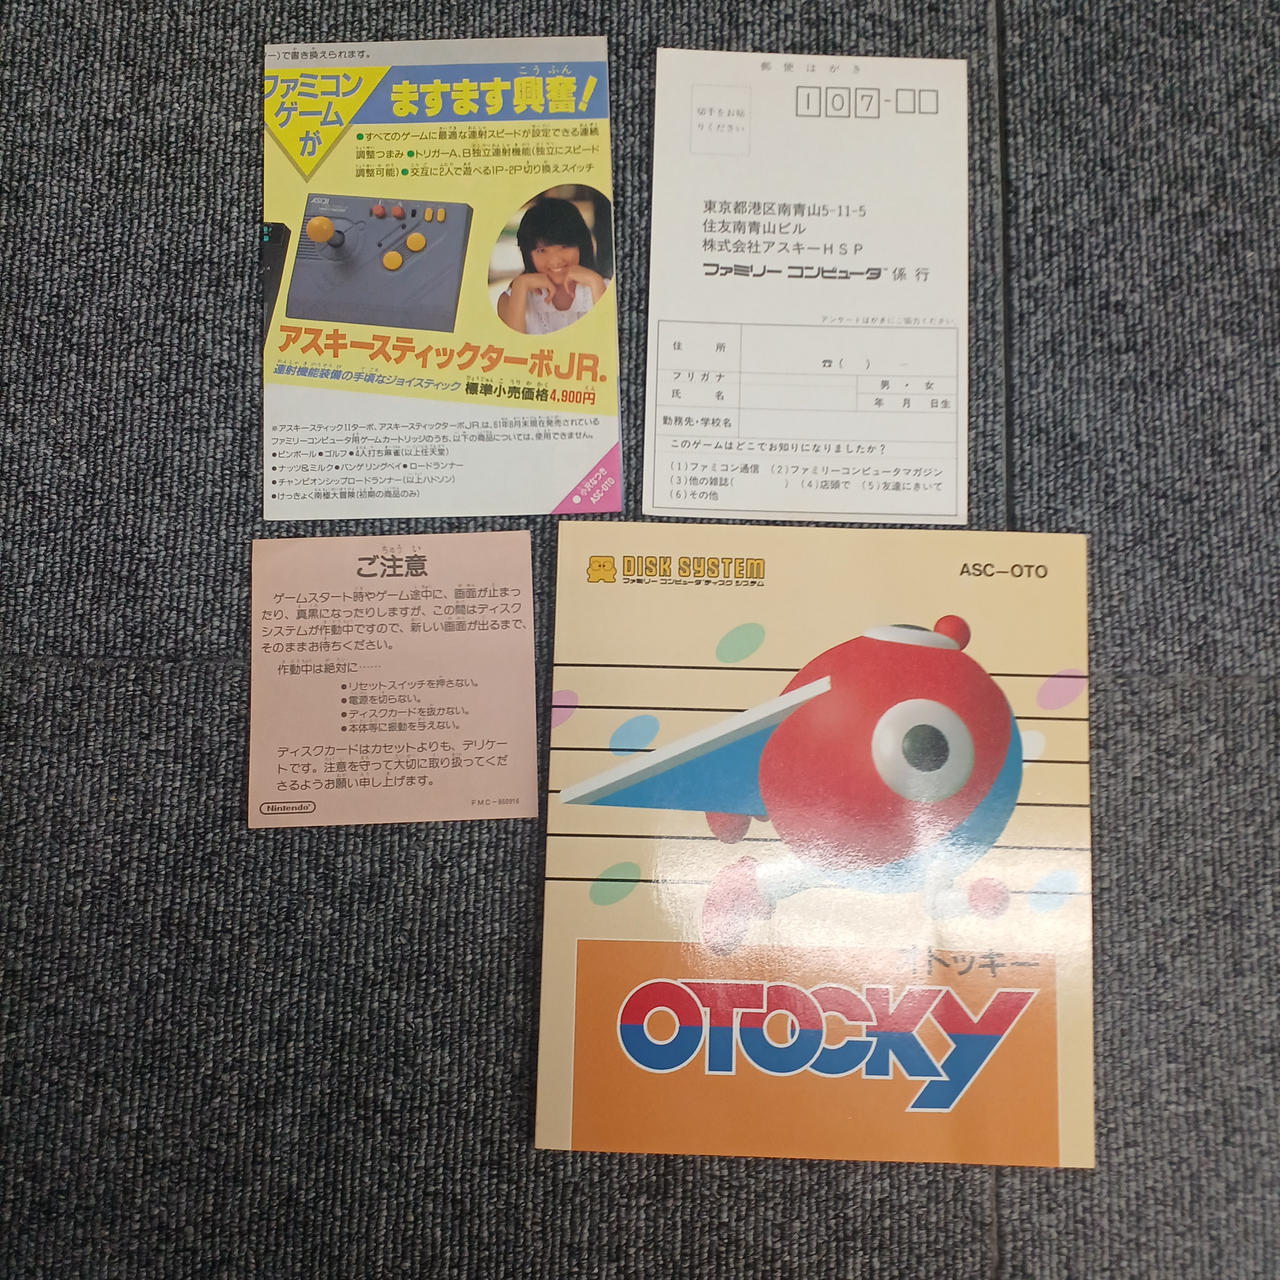 ー)で書き換えられます。
ファミコン
ゲーム
が
ますます興奮!
こうふん
●すべてのゲームに最適な連射スピードが設定できる連続
調整つまみ ●トリガーA、B独立連射機能(独立にスピード
調整可能) ●交互に2人で遊べる1P-2P切り換えスイッチ
ASCII
アスキースティックターボJR.
連射機能装備の手頃なジョイスティック 標準小売価格4,900円
※アスキースティックIIターボ、アスキースティックターボJR.は、61年8月末現在発売されている
ファミリーコンピュータ用ゲームカートリッジのうち、以下の商品については、使用できません。
●ピンボール●ゴルフ●4人打ち麻雀(以上任天堂)
●ナッツ&ミルク●バンゲリングベイ●ロードランナー
●チャンピオンシップロードランナー(以上ハドソン)
●けっきょく南極大冒険(初期の商品のみ)
●小沢なつき
ASC-OTO
郵便はがき
切手をお貼
りください
107-
東京都港区南青山5-11-5
住友南青山ビル
株式会社アスキーHSP
ファミリーコンピュータ™係 行
アンケートはがきにご協力ください。
住所
☎( ) −
フリガナ
氏名
男・女
年 月 日生
勤務先・学校名
このゲームはどこでお知りになりましたか?
(1)ファミコン通信 (2)ファミリーコンピュータマガジン
(3)他の雑誌( ) (4)店頭で (5)友達にきいて
(6)その他
ちゅうい
ご注意
ゲームスタート時やゲーム途中に、画面が止まっ
たり、真黒になったりしますが、この間はディスク
システムが作動中ですので、新しい画面が出るまで、
そのままお待ちください。
作動中は絶対に……
●リセットスイッチを押さない。
●電源を切らない。
●ディスクカードを抜かない。
●本体等に振動を与えない。
ディスクカードはカセットよりも、デリケー
トです。注意を守って大切に取り扱ってくだ
さるようお願い申し上げます。
Nintendo
FMC-860916
DISK SYSTEM
ファミリー コンピュータ ディスク システム
ASC-OTO
オトッキー
OTOCKY